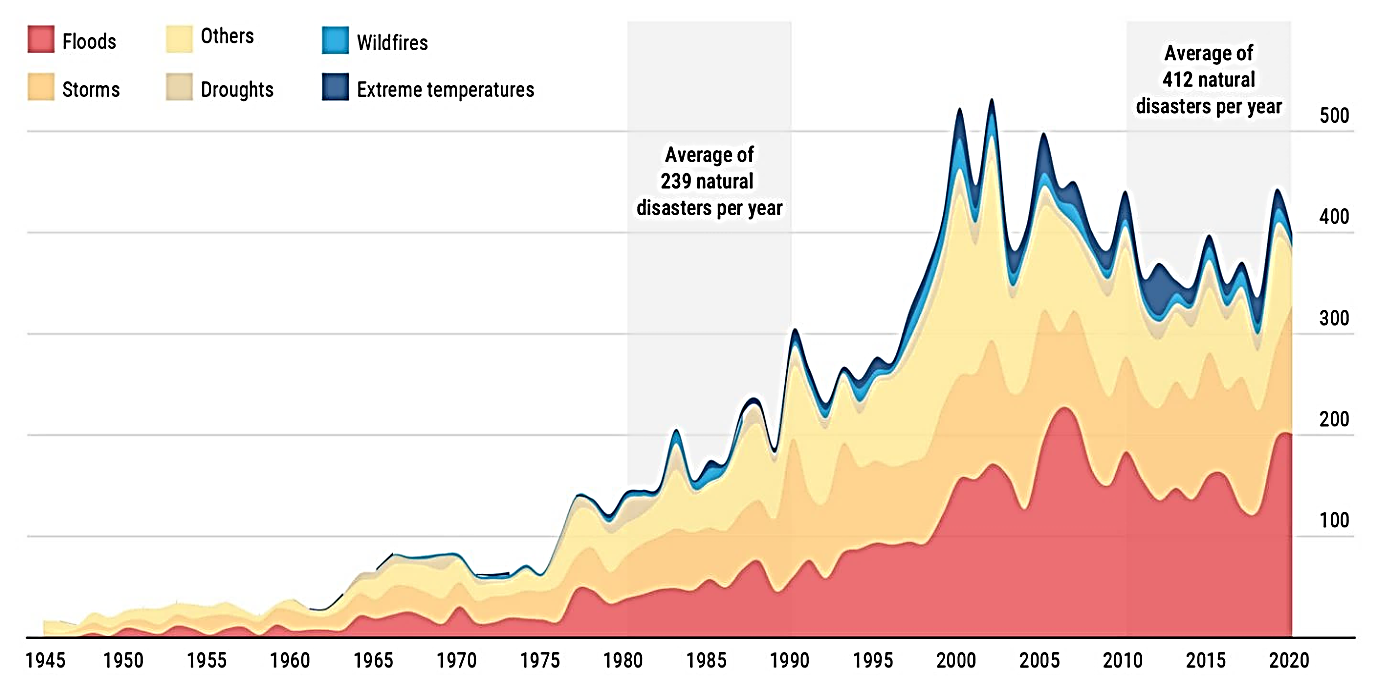 Floods
Others
Wildfires
Storms
Droughts
Extreme temperatures
Average of
239 natural
disasters per year
Average of
412 natural
disasters per year
500
400
300
200
100
1945 1950 1955 1960 1965 1970 1975 1980 1985 1990 1995 2000 2005 2010 2015 2020